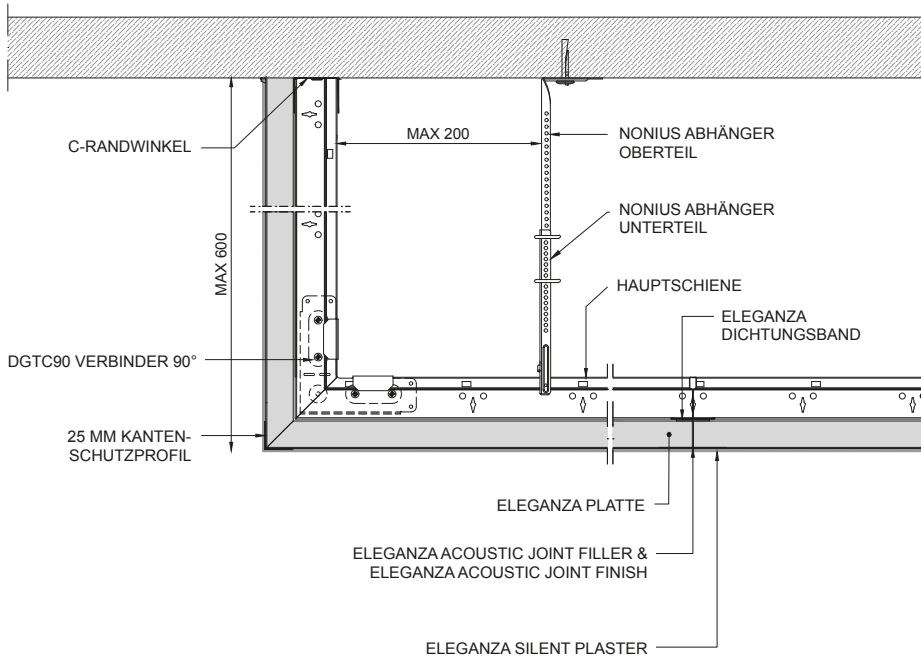 C-RANDWINKEL
MAX 200
NONIUS ABHÄNGER
OBERTEIL
NONIUS ABHÄNGER
UNTERTEIL
MAX 600
HAUPTSCHIENE
ELEGANZA
DICHTUNGSBAND
DGTC90 VERBINDER 90°
25 MM KANTEN-
SCHUTZPROFIL
ELEGANZA PLATTE
ELEGANZA ACOUSTIC JOINT FILLER &
ELEGANZA ACOUSTIC JOINT FINISH
ELEGANZA SILENT PLASTER